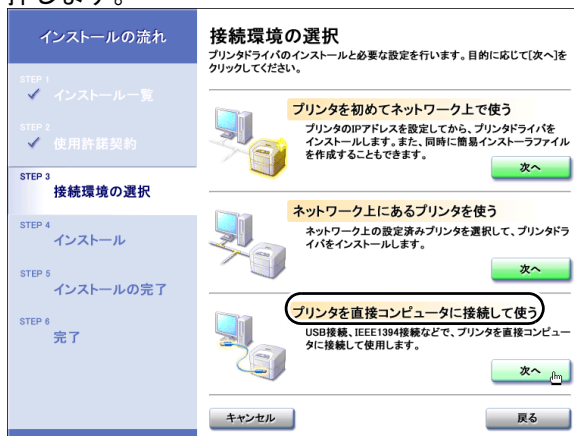 押します。
インストールの流れ
STEP 1
インストール一覧
STEP 2
使用許諾契約
STEP 3
接続環境の選択
STEP 4
インストール
STEP 5
インストールの完了
STEP 6
完了
接続環境の選択
プリンタドライバのインストールと必要な設定を行います。目的に応じて[次へ]を
クリックしてください。
プリンタを初めてネットワーク上で使う
プリンタのIPアドレスを設定してから、プリンタドライバを
インストールします。また、同時に簡易インストーラファイル
を作成することもできます。
次へ
ネットワーク上にあるプリンタを使う
ネットワーク上の設定済みプリンタを選択して、プリンタドラ
イバをインストールします。
次へ
プリンタを直接コンピュータに接続して使う
USB接続、IEEE1394接続などで、プリンタを直接コンピュー
タに接続して使用します。
次へ
キャンセル
戻る